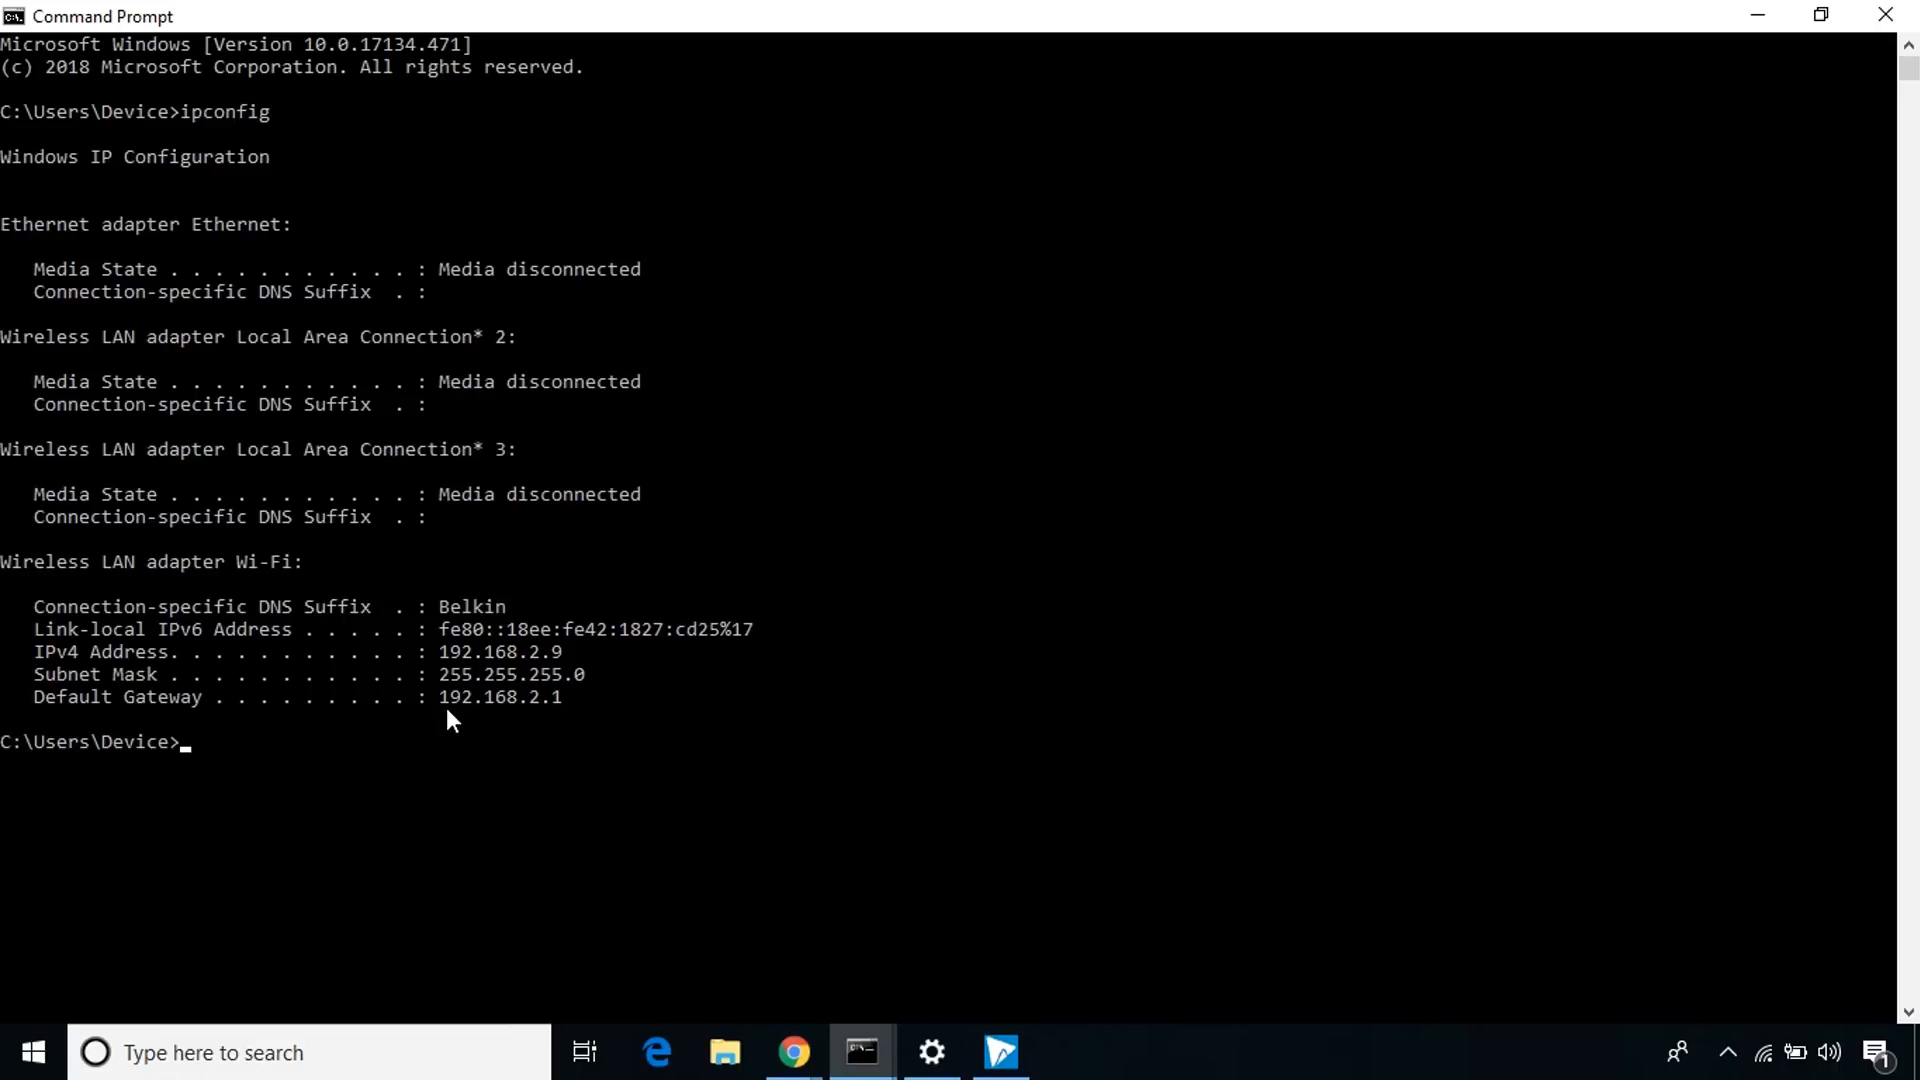 Command Prompt
Microsoft Windows [Version 10.0.17134.471]
(c) 2018 Microsoft Corporation. All rights reserved.
C:\Users\Device>ipconfig
Windows IP Configuration
Ethernet adapter Ethernet:
   Media State . . . . . . . . . . . : Media disconnected
   Connection-specific DNS Suffix  . :
Wireless LAN adapter Local Area Connection* 2:
   Media State . . . . . . . . . . . : Media disconnected
   Connection-specific DNS Suffix  . :
Wireless LAN adapter Local Area Connection* 3:
   Media State . . . . . . . . . . . : Media disconnected
   Connection-specific DNS Suffix  . :
Wireless LAN adapter Wi-Fi:
   Connection-specific DNS Suffix  . : Belkin
   Link-local IPv6 Address . . . . . : fe80::18ee:fe42:1827:cd25%17
   IPv4 Address. . . . . . . . . . . : 192.168.2.9
   Subnet Mask . . . . . . . . . . . : 255.255.255.0
   Default Gateway . . . . . . . . . : 192.168.2.1
C:\Users\Device>_
Type here to search
1